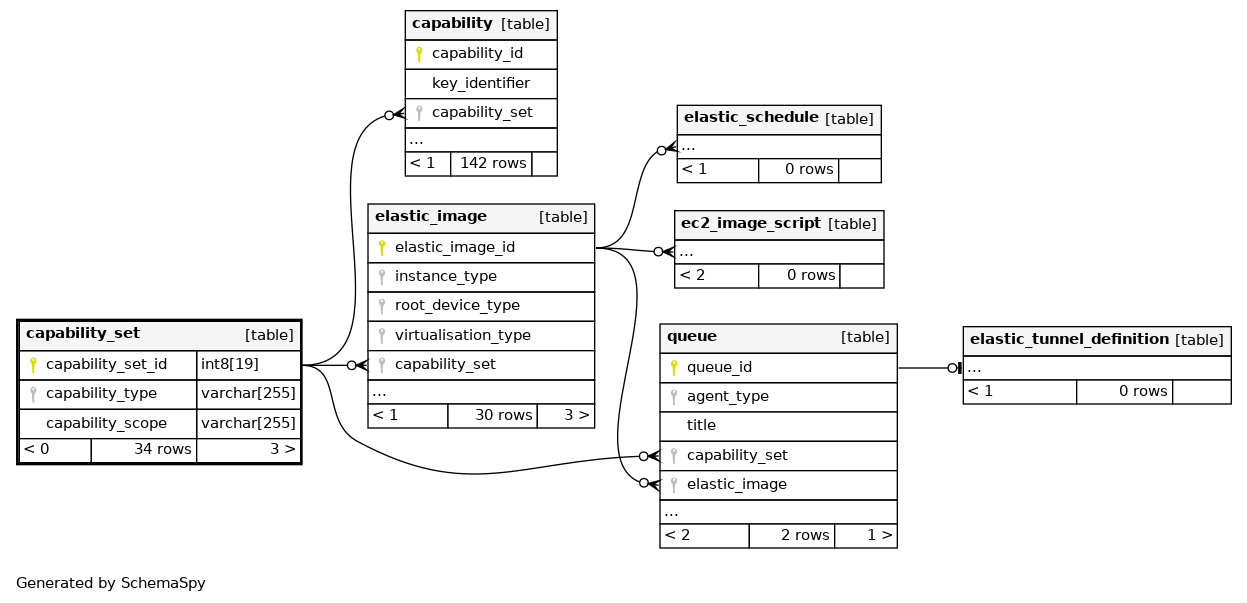 capability [table]
capability_id
key_identifier
capability_set
...
< 1 142 rows
elastic_schedule [table]
...
< 1 0 rows
elastic_image [table]
elastic_image_id
instance_type
root_device_type
virtualisation_type
capability_set
...
< 1 30 rows 3 >
ec2_image_script [table]
...
< 2 0 rows
capability_set [table]
capability_set_id int8[19]
capability_type varchar[255]
capability_scope varchar[255]
< 0 34 rows 3 >
queue [table]
queue_id
agent_type
title
capability_set
elastic_image
...
< 2 2 rows 1 >
elastic_tunnel_definition [table]
...
< 1 0 rows
Generated by SchemaSpy